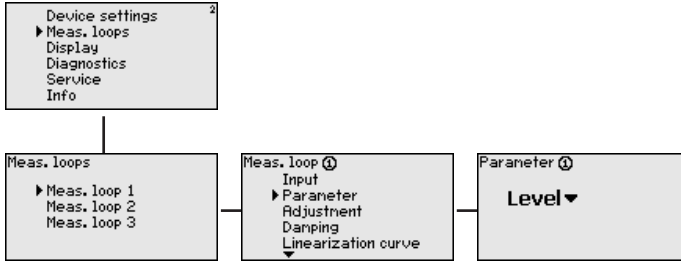 2
Device settings
Meas. loops
Display
Diagnostics
Service
Info
Meas. loops
Meas. loop 1
Meas. loop 2
Meas. loop 3
Meas. loop ①
Input
Parameter
Adjustment
Damping
Linearization curve
Parameter ①
Level